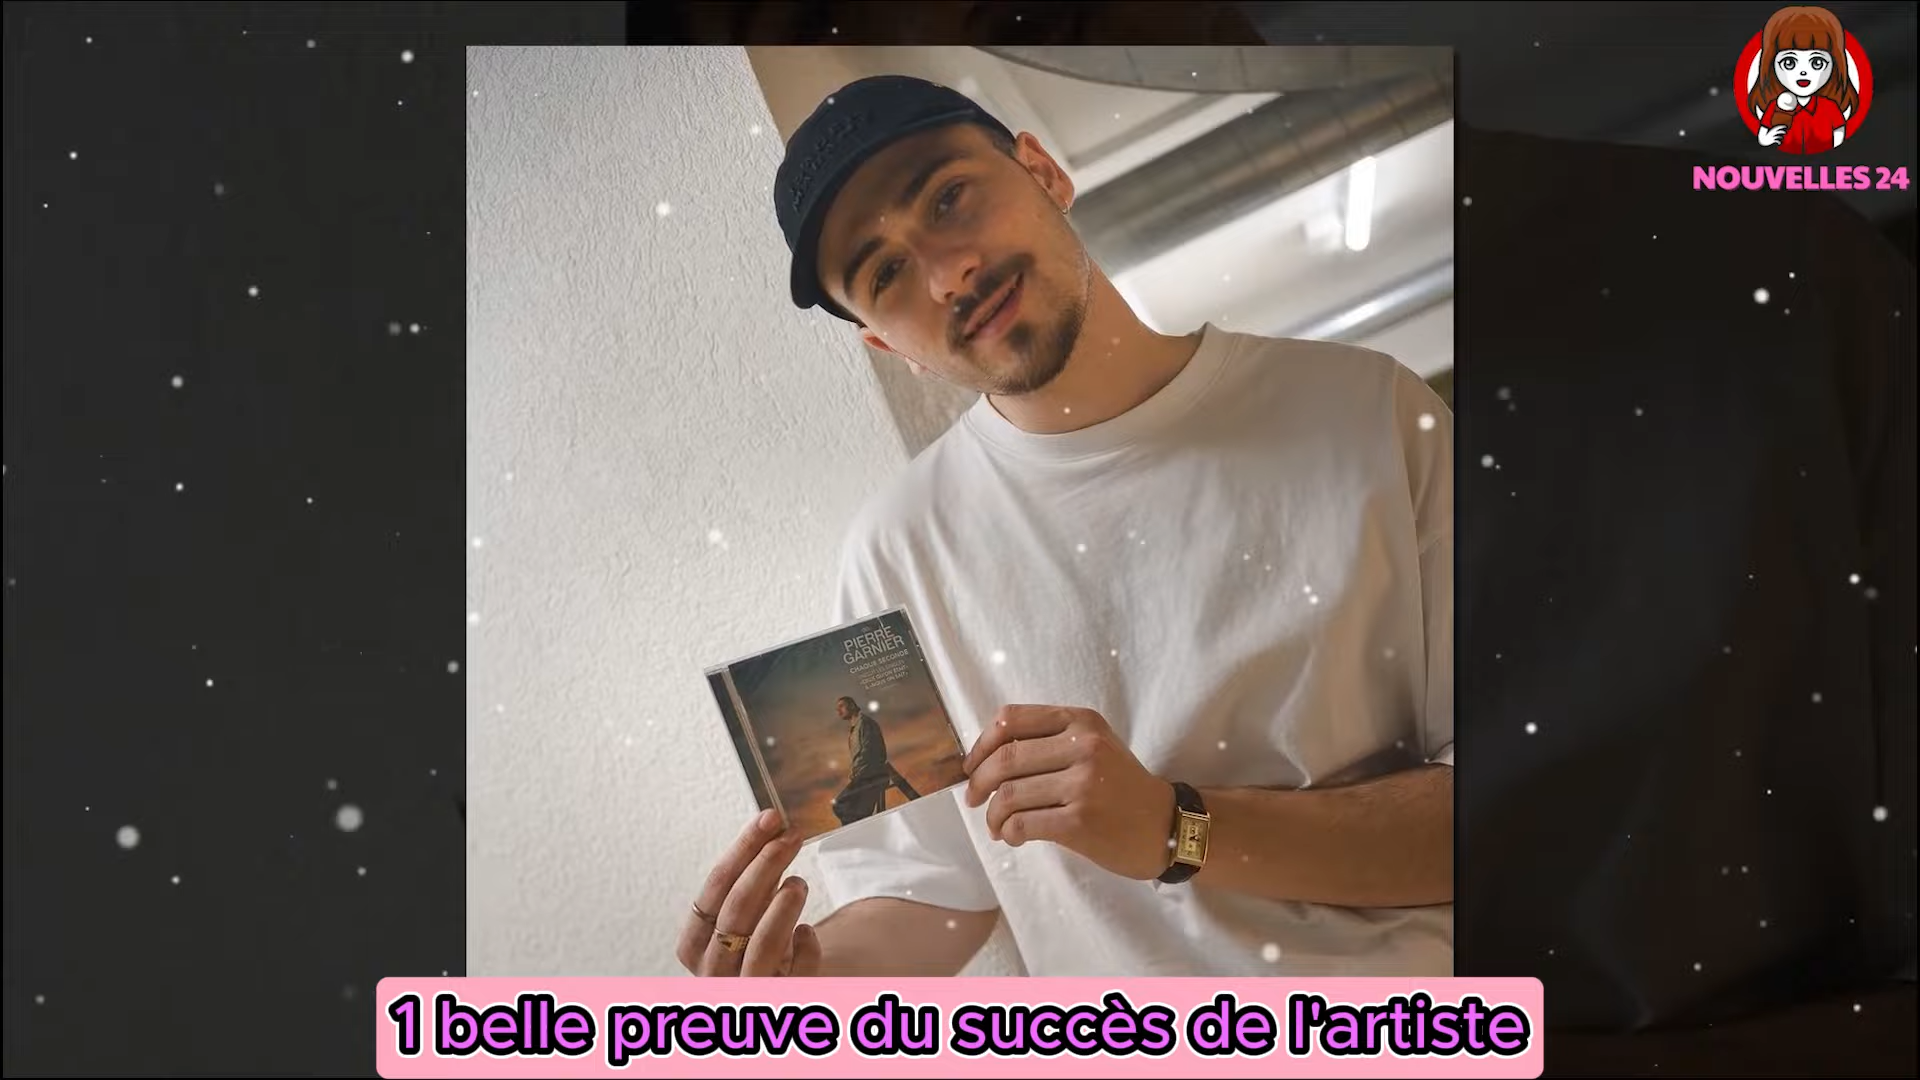 NOUVELLES 24
PIERRE
GARNIER
CHAQUE SECONDE
1 belle preuve du succès de l'artiste